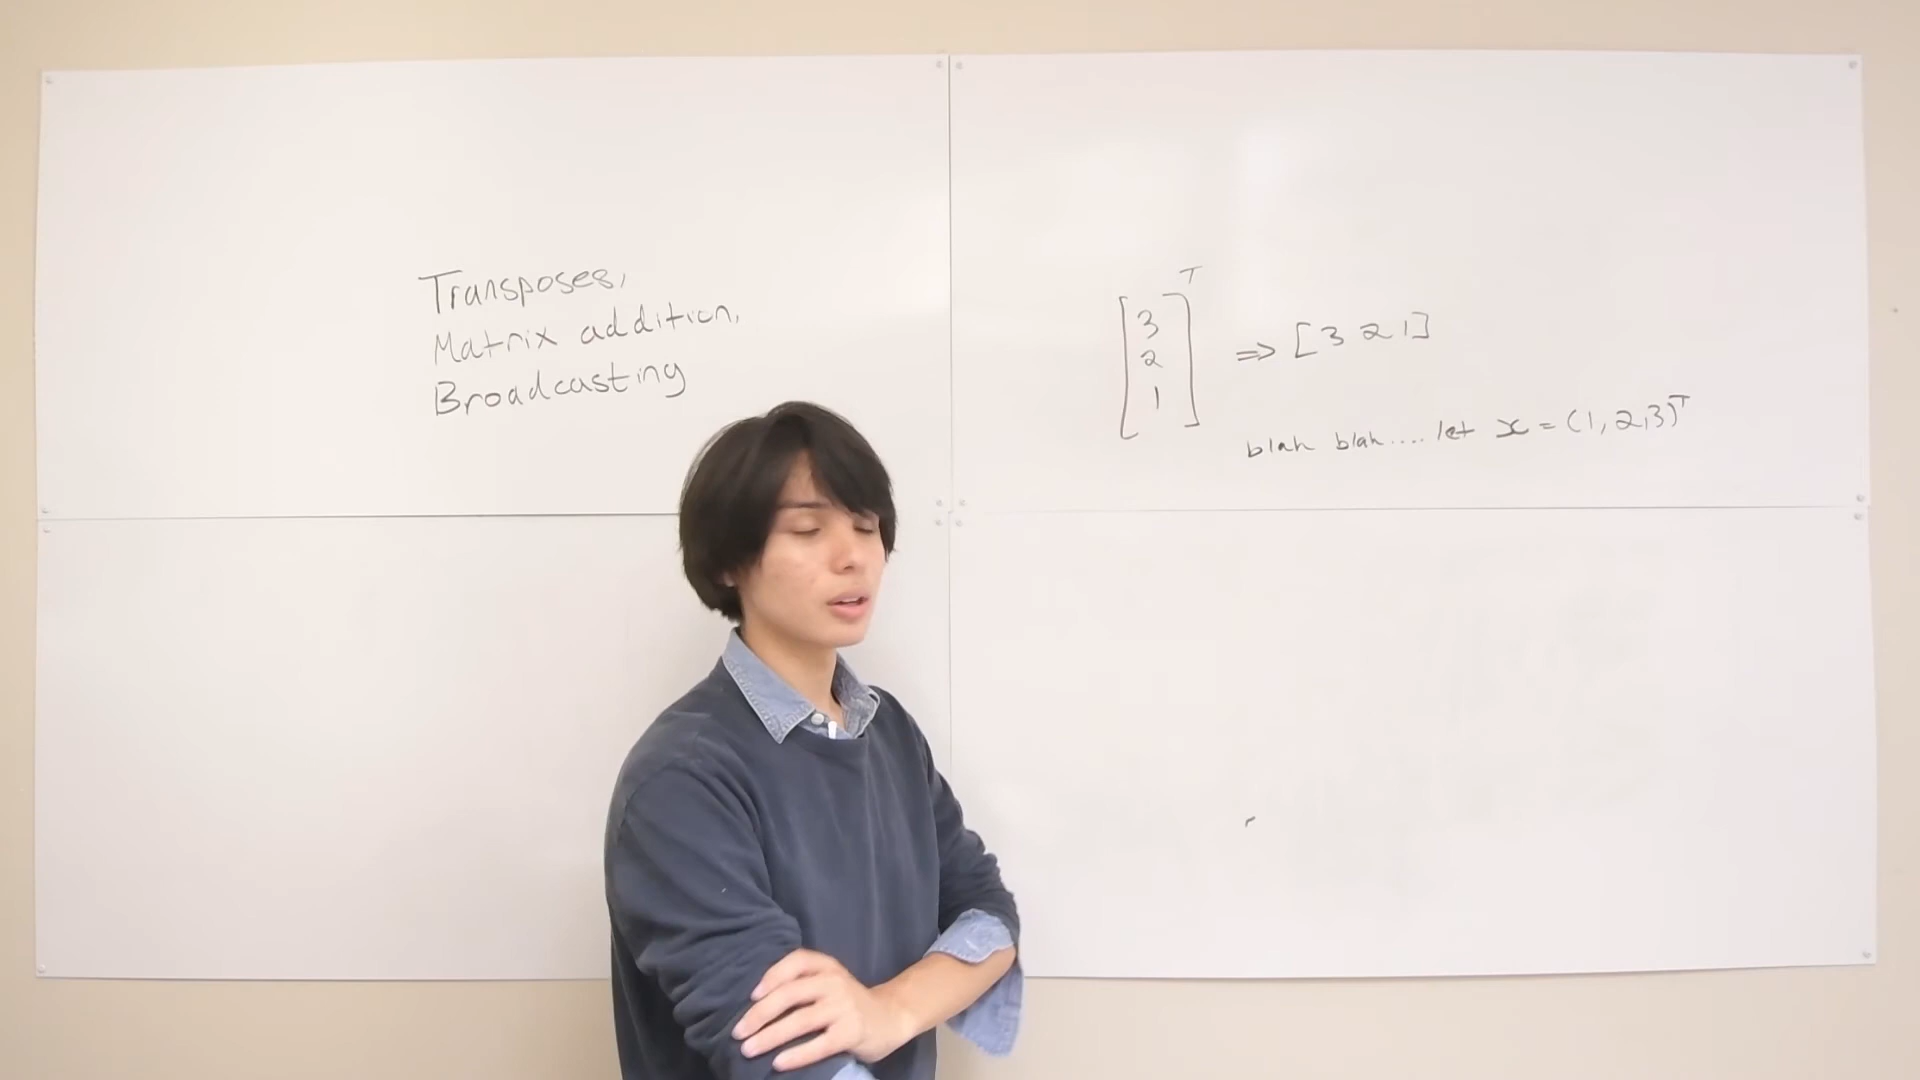 Transposes,
Matrix addition,
Broadcasting
[3 2 1]ᵀ ⇒ [3 2 1]
blah blah.... let x = (1, 2, 3)ᵀ